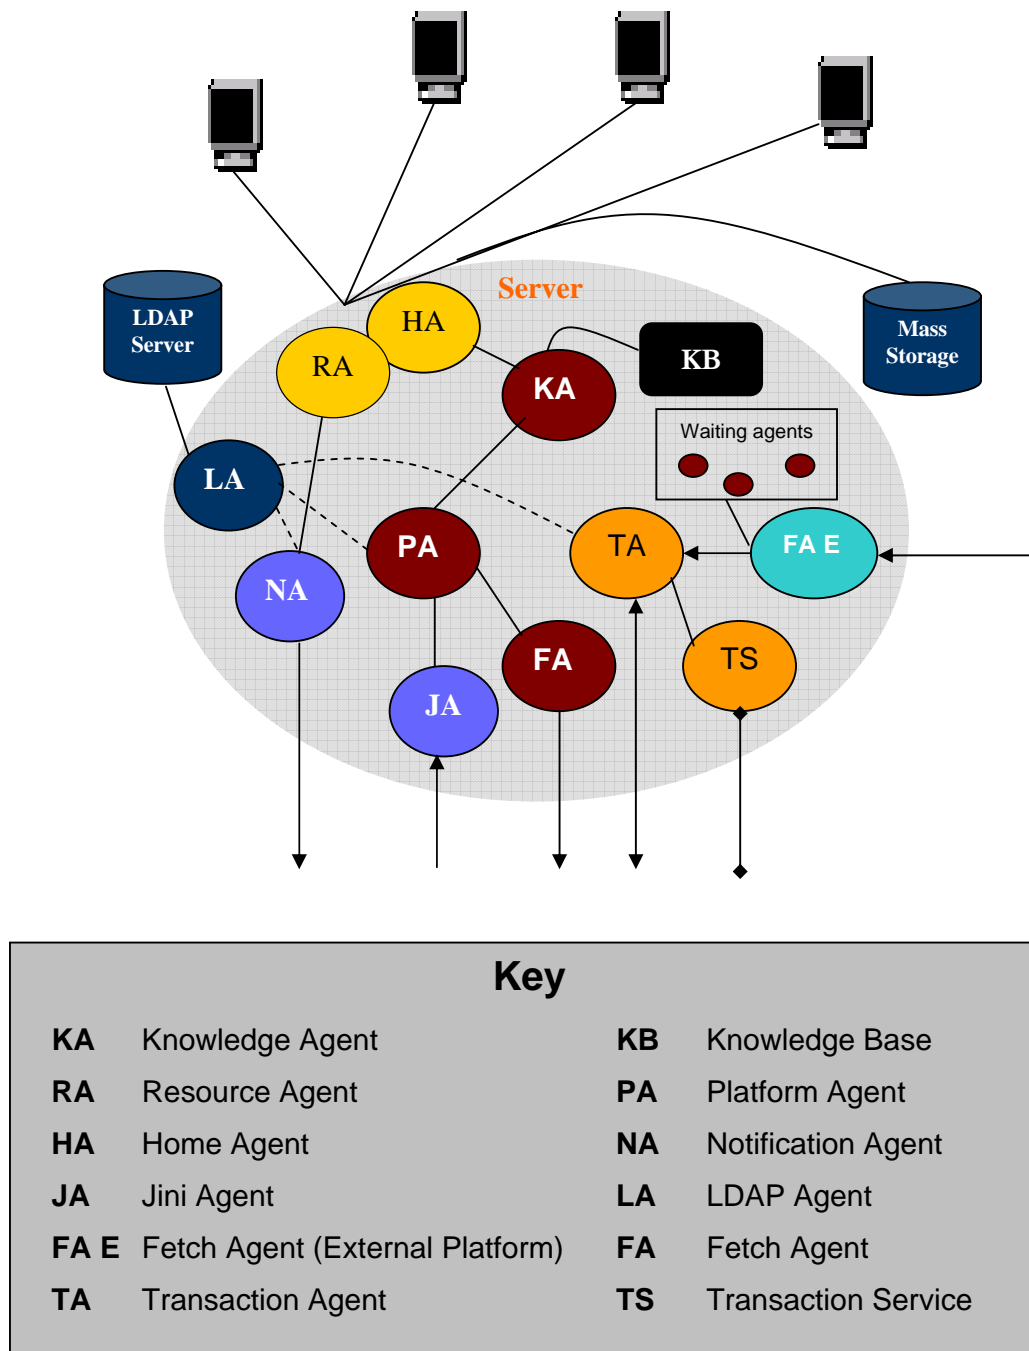 Server
LDAP
Server
HA
RA
KA
KB
Mass
Storage
Waiting agents
LA
PA
TA
FA E
NA
FA
TS
JA
Key
KA Knowledge Agent
KB Knowledge Base
RA Resource Agent
PA Platform Agent
HA Home Agent
NA Notification Agent
JA Jini Agent
LA LDAP Agent
FA E Fetch Agent (External Platform)
FA Fetch Agent
TA Transaction Agent
TS Transaction Service